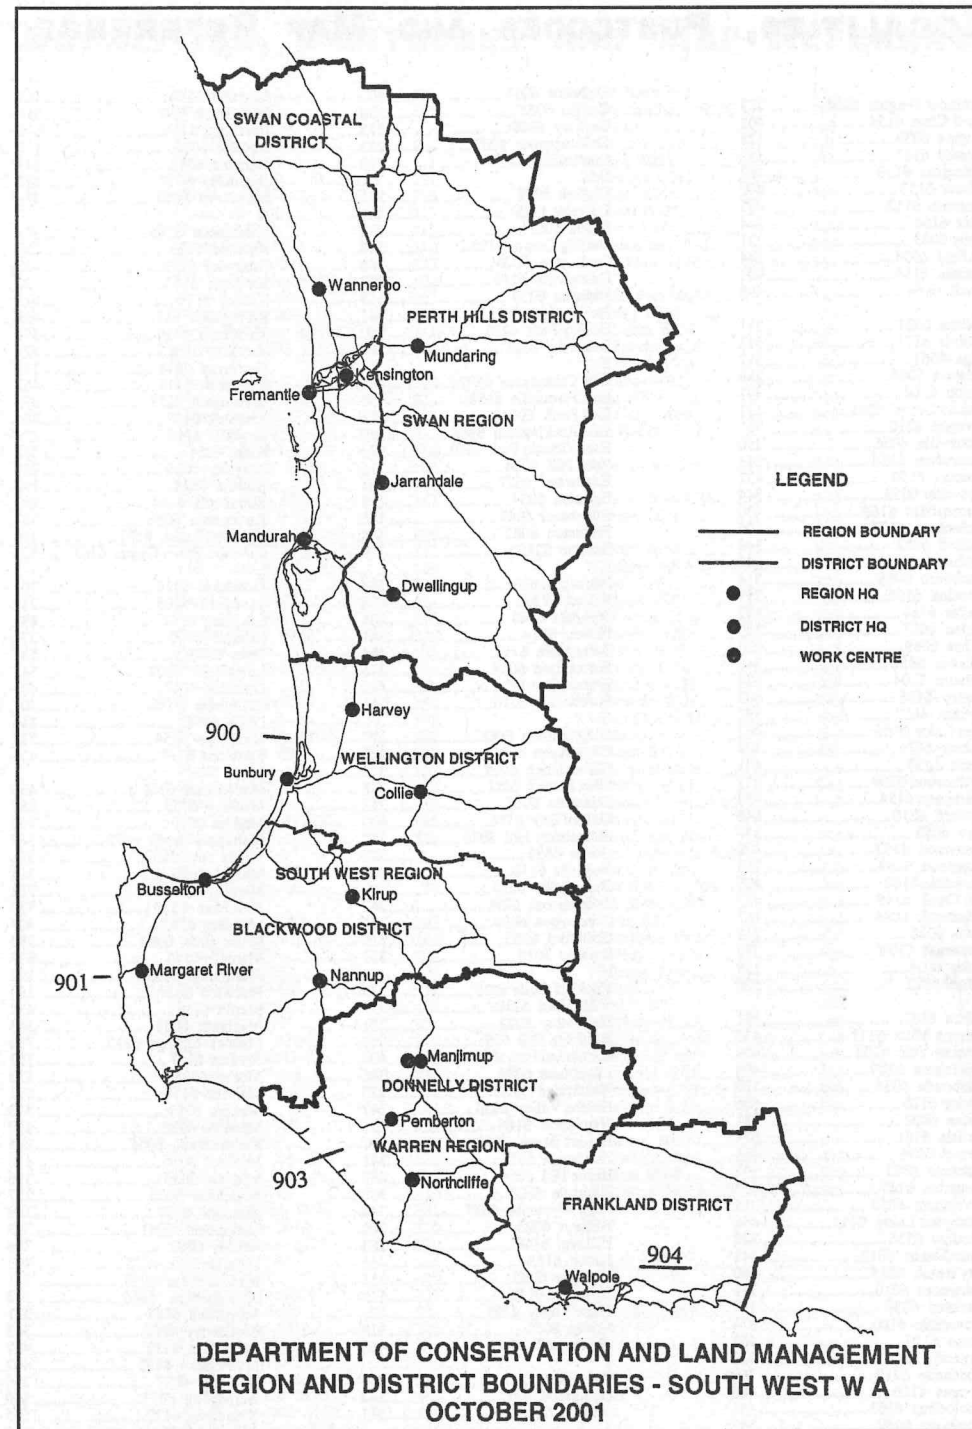 SWAN COASTAL
DISTRICT
Wanneroo
PERTH HILLS DISTRICT
Mundaring
Kensington
Fremantle
SWAN REGION
Jarrahdale
LEGEND
REGION BOUNDARY
DISTRICT BOUNDARY
REGION HQ
DISTRICT HQ
WORK CENTRE
Mandurah
Dwellingup
Harvey
900
WELLINGTON DISTRICT
Bunbury
Collie
SOUTH WEST REGION
Busselton
Kirup
BLACKWOOD DISTRICT
901
Margaret River
Nannup
Manjimup
DONNELLY DISTRICT
Pemberton
WARREN REGION
903
Northcliffe
FRANKLAND DISTRICT
904
Walpole
DEPARTMENT OF CONSERVATION AND LAND MANAGEMENT
REGION AND DISTRICT BOUNDARIES - SOUTH WEST W A
OCTOBER 2001